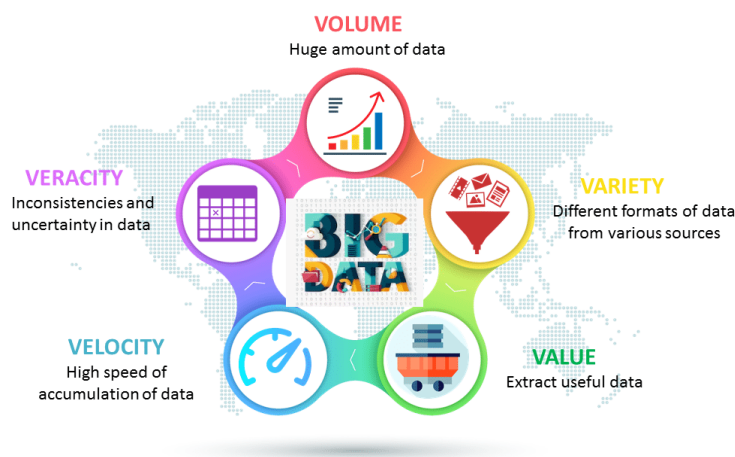 VOLUME
Huge amount of data
VERACITY
Inconsistencies and
uncertainty in data
VARIETY
Different formats of data
from various sources
BIG
DATA
VELOCITY
High speed of
accumulation of data
VALUE
Extract useful data